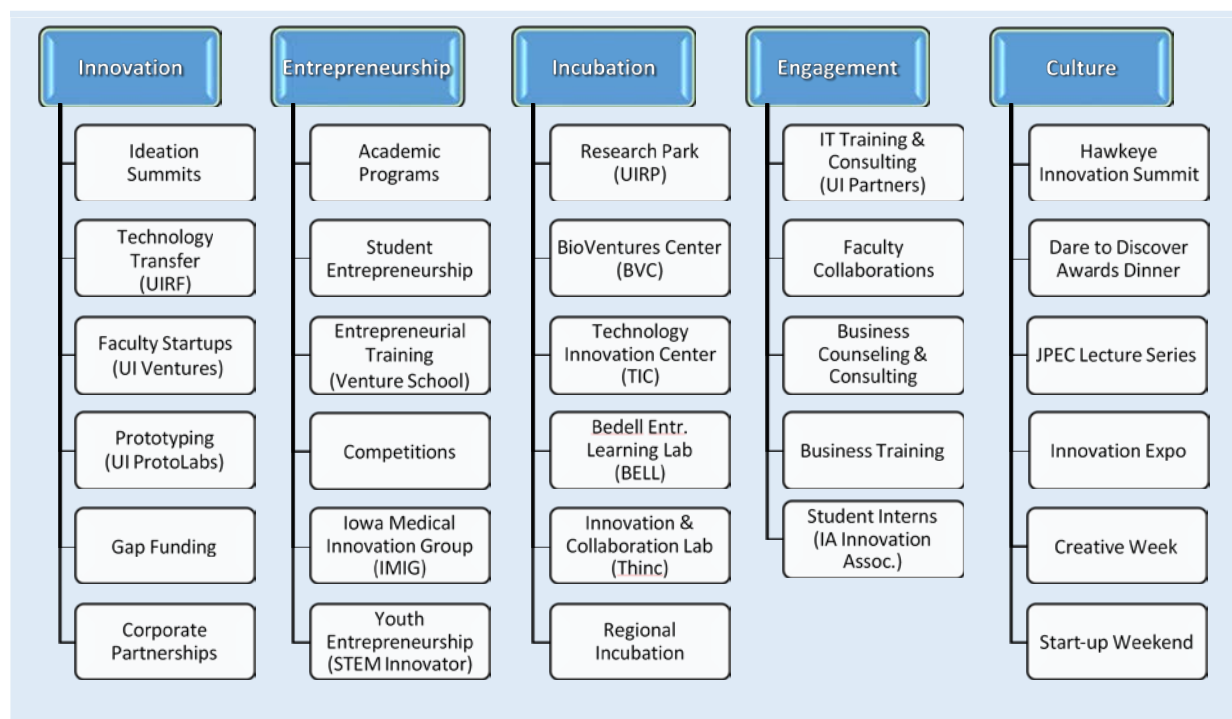 Innovation
Ideation
Summits
Technology
Transfer
(UIRF)
Faculty Startups
(UI Ventures)
Prototyping
(UI ProtoLabs)
Gap Funding
Corporate
Partnerships
Entrepreneurship
Academic
Programs
Student
Entrepreneurship
Entrepreneurial
Training
(Venture School)
Competitions
Iowa Medical
Innovation Group
(IMIG)
Youth
Entrepreneurship
(STEM Innovator)
Incubation
Research Park
(UIRP)
BioVentures Center
(BVC)
Technology
Innovation Center
(TIC)
Bedell Entr.
Learning Lab
(BELL)
Innovation &
Collaboration Lab
(Thinc)
Regional
Incubation
Engagement
IT Training &
Consulting
(UI Partners)
Faculty
Collaborations
Business
Counseling &
Consulting
Business Training
Student Interns
(IA Innovation
Assoc.)
Culture
Hawkeye
Innovation Summit
Dare to Discover
Awards Dinner
JPEC Lecture Series
Innovation Expo
Creative Week
Start-up Weekend